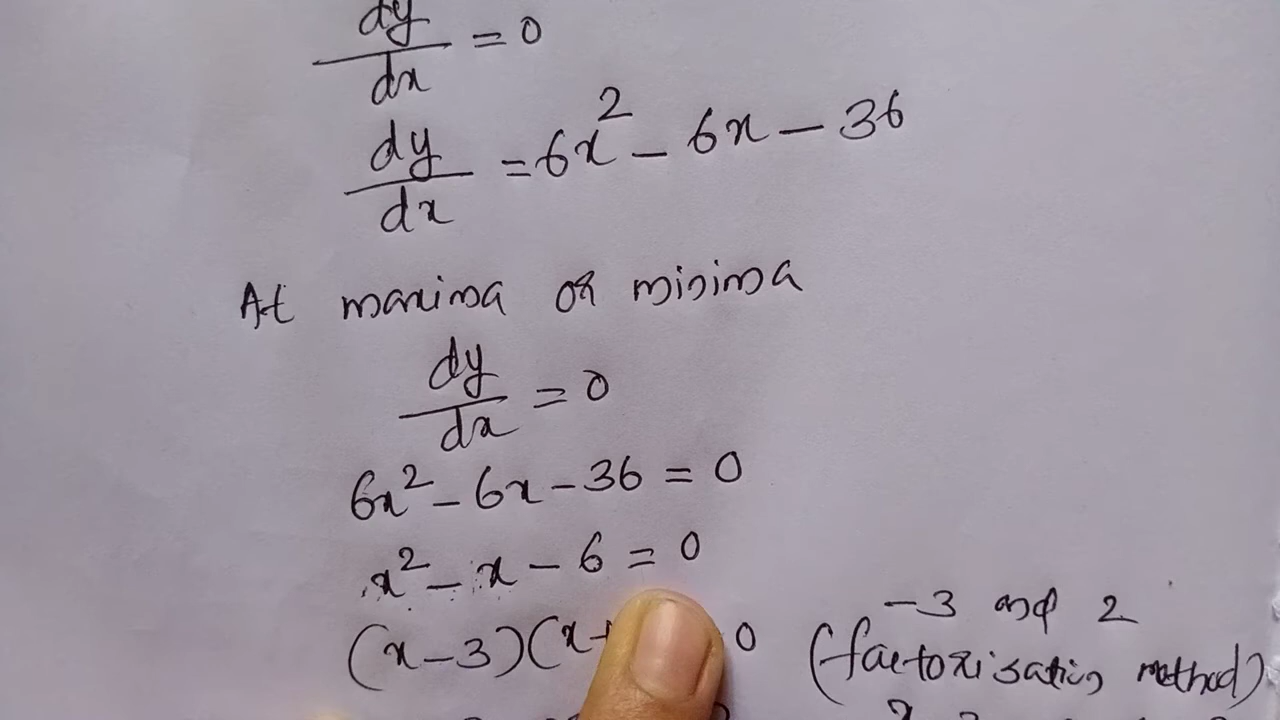 dy/dx = 0
dy/dx = 6x² - 6x - 36
At maxima or minima
dy/dx = 0
6x² - 6x - 36 = 0
x² - x - 6 = 0
-3 and 2
(x-3)(x+ 0 (factorisation method)